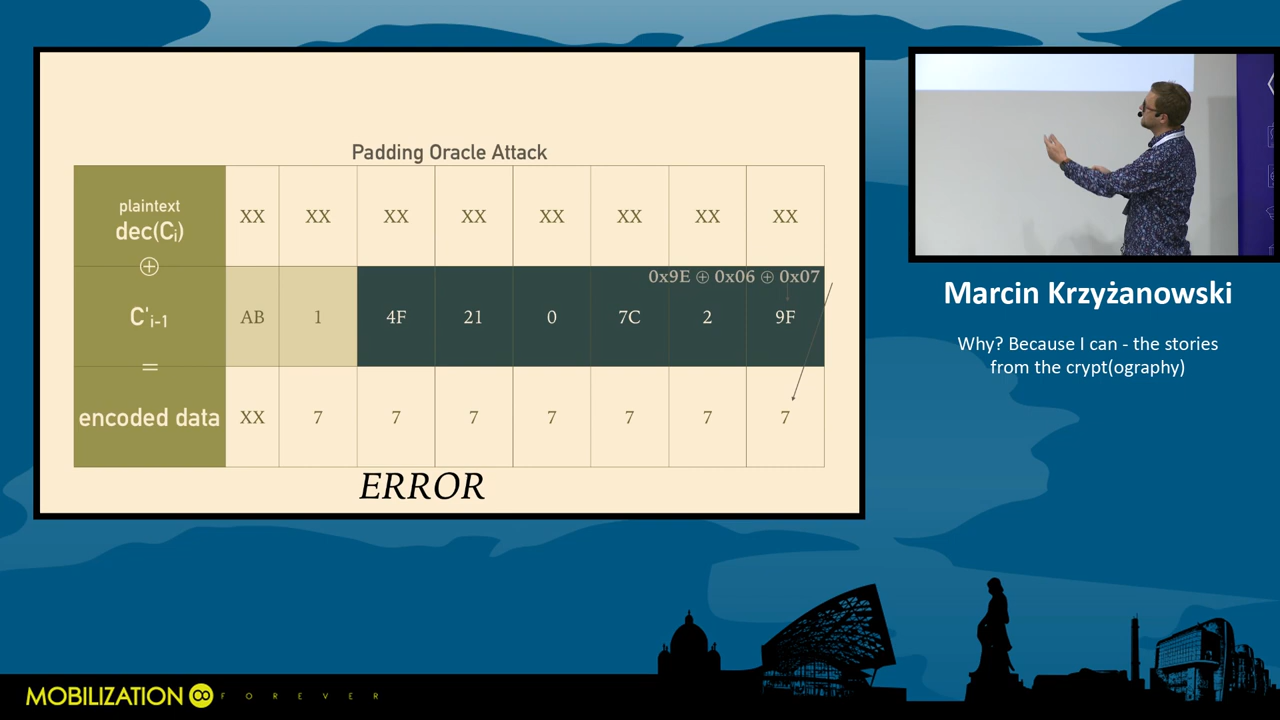 Padding Oracle Attack
plaintext
dec(Cᵢ) XX XX XX XX XX XX XX XX
⊕
0x9E ⊕ 0x06 ⊕ 0x07
C'ᵢ₋₁ AB 1 4F 21 0 7C 2 9F
=
encoded data XX 7 7 7 7 7 7 7
ERROR
Marcin Krzyżanowski
Why? Because I can - the stories
from the crypt(ography)
MOBILIZATION 8 FOREVER